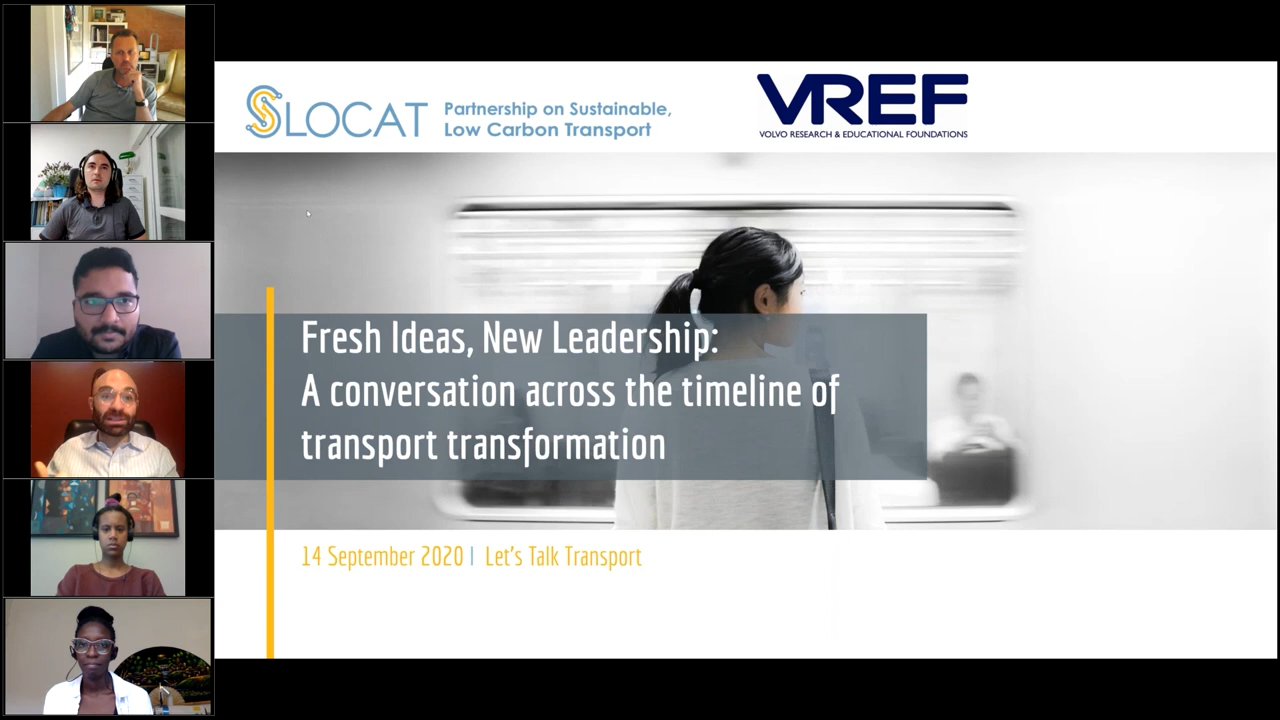 SLOCAT
Partnership on Sustainable,
Low Carbon Transport
VREF
VOLVO RESEARCH & EDUCATIONAL FOUNDATIONS
Fresh Ideas, New Leadership:
A conversation across the timeline of
transport transformation
14 September 2020 | Let's Talk Transport